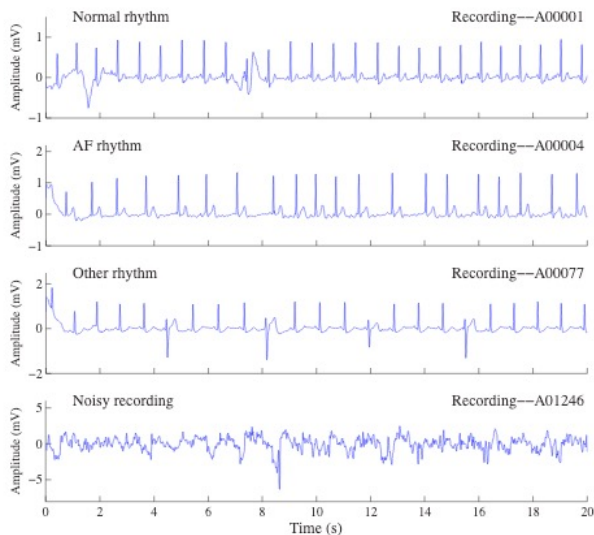 Normal rhythm Recording––A00001
Amplitude (mV)
1
0
−1
AF rhythm Recording––A00004
Amplitude (mV)
2
1
0
−1
Other rhythm Recording––A00077
Amplitude (mV)
2
0
−2
Noisy recording Recording––A01246
Amplitude (mV)
5
0
−5
0 2 4 6 8 10 12 14 16 18 20
Time (s)